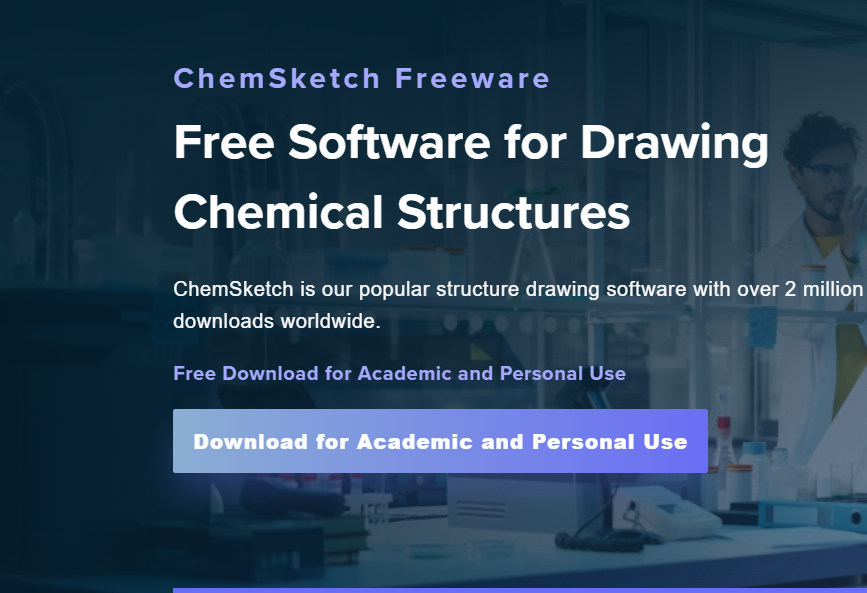 ChemSketch Freeware
Free Software for Drawing
Chemical Structures
ChemSketch is our popular structure drawing software with over 2 million
downloads worldwide.
Free Download for Academic and Personal Use
Download for Academic and Personal Use